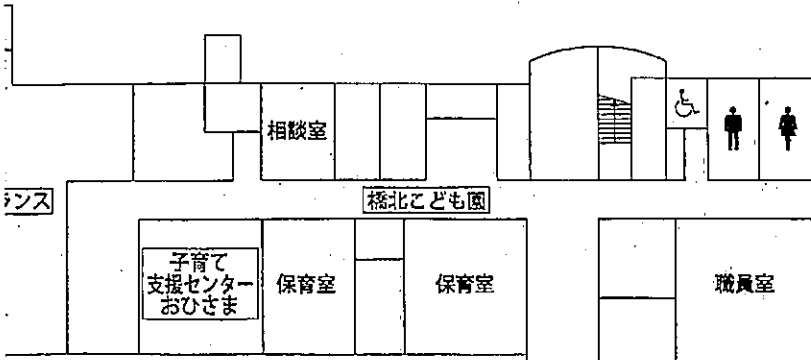 相談室
ランス
橋北こども園
子育て
支援センター
おひさま
保育室
保育室
職員室